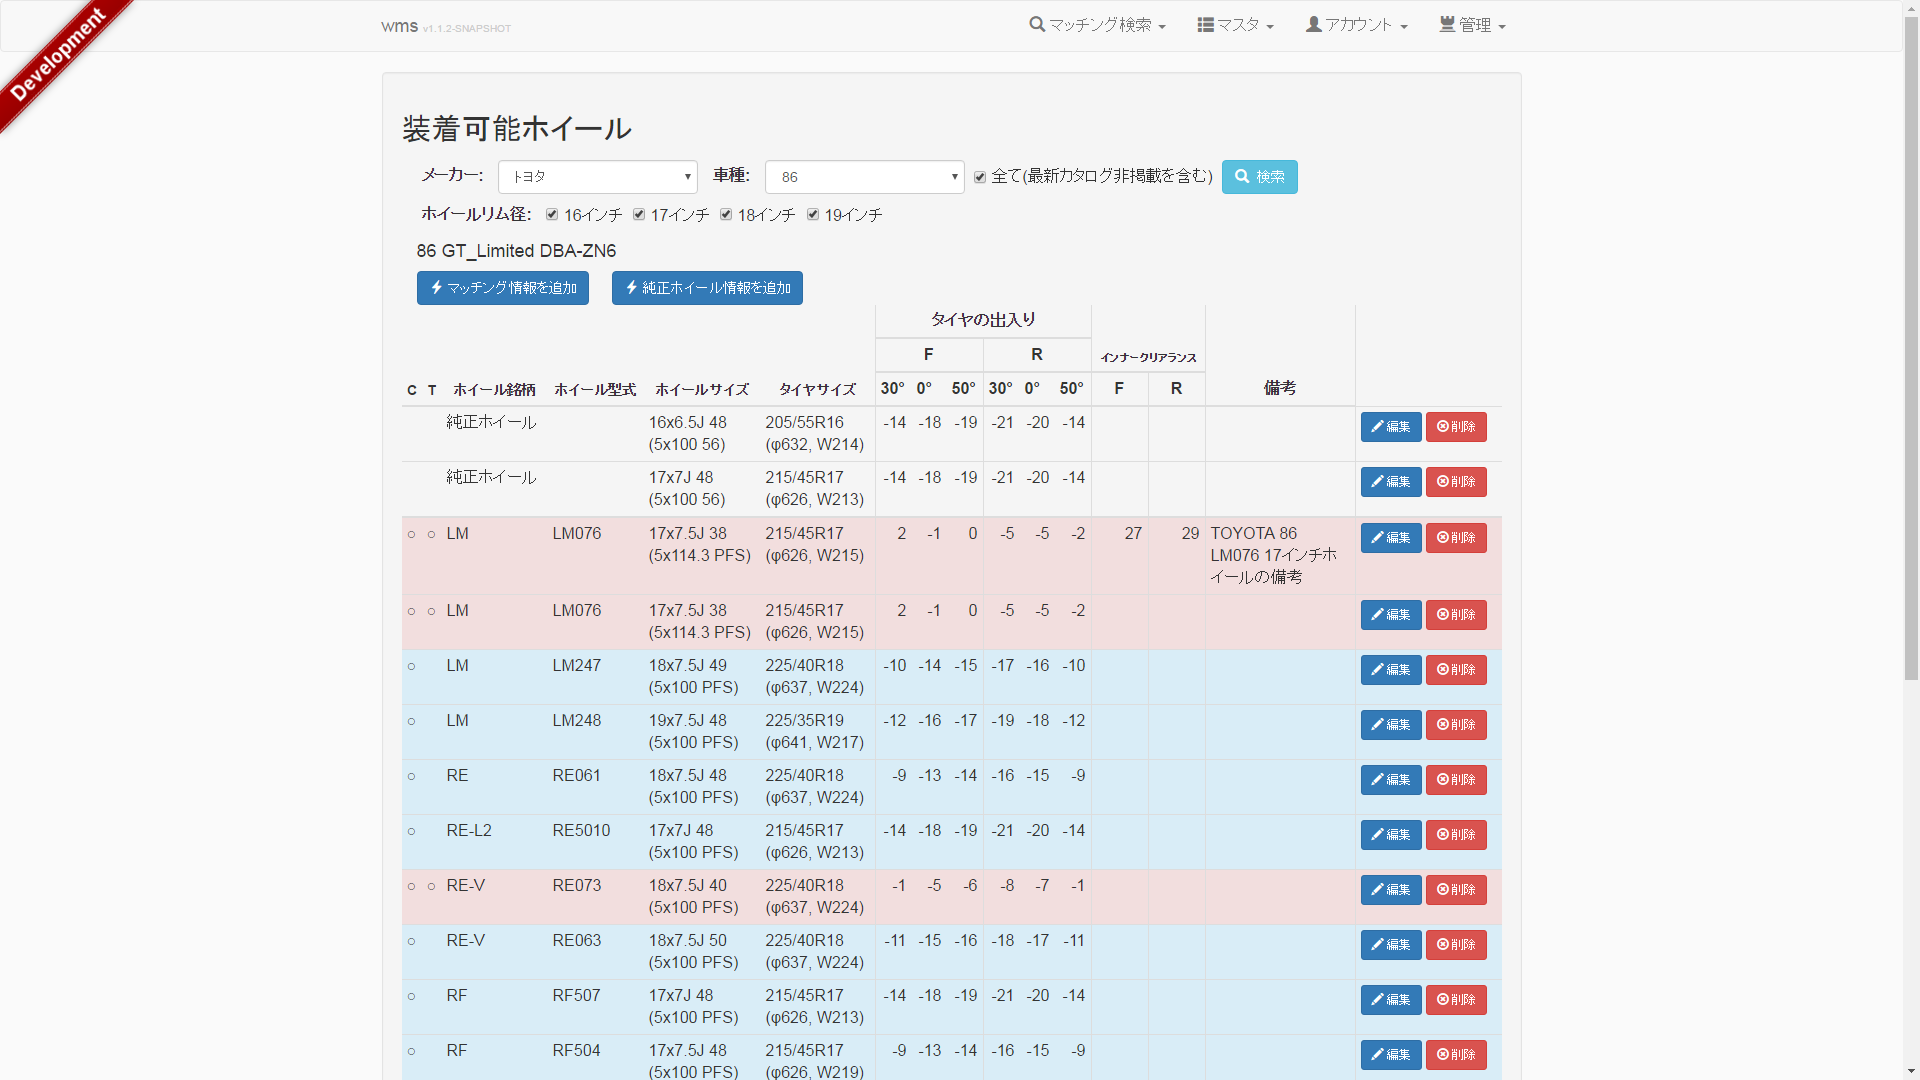 Development
wms v1.1.2-SNAPSHOT
マッチング検索 マスタ アカウント 管理
装着可能ホイール
メーカー: トヨタ 車種: 86 全て(最新カタログ非掲載を含む) 検索
ホイールリム径: 16インチ 17インチ 18インチ 19インチ
86 GT_Limited DBA-ZN6
マッチング情報を追加 純正ホイール情報を追加
タイヤの出入り
F R インナークリアランス
C T ホイール銘柄 ホイール型式 ホイールサイズ タイヤサイズ 30° 0° 50° 30° 0° 50° F R 備考
純正ホイール 16x6.5J 48 205/55R16 -14 -18 -19 -21 -20 -14 編集 削除
(5x100 56) (φ632, W214)
純正ホイール 17x7J 48 215/45R17 -14 -18 -19 -21 -20 -14 編集 削除
(5x100 56) (φ626, W213)
○ ○ LM LM076 17x7.5J 38 215/45R17 2 -1 0 -5 -5 -2 27 29 TOYOTA 86 編集 削除
(5x114.3 PFS) (φ626, W215) LM076 17インチホ
イールの備考
○ ○ LM LM076 17x7.5J 38 215/45R17 2 -1 0 -5 -5 -2 編集 削除
(5x114.3 PFS) (φ626, W215)
○ LM LM247 18x7.5J 49 225/40R18 -10 -14 -15 -17 -16 -10 編集 削除
(5x100 PFS) (φ637, W224)
○ LM LM248 19x7.5J 48 225/35R19 -12 -16 -17 -19 -18 -12 編集 削除
(5x100 PFS) (φ641, W217)
○ RE RE061 18x7.5J 48 225/40R18 -9 -13 -14 -16 -15 -9 編集 削除
(5x100 PFS) (φ637, W224)
○ RE-L2 RE5010 17x7J 48 215/45R17 -14 -18 -19 -21 -20 -14 編集 削除
(5x100 PFS) (φ626, W213)
○ ○ RE-V RE073 18x7.5J 40 225/40R18 -1 -5 -6 -8 -7 -1 編集 削除
(5x100 PFS) (φ637, W224)
○ RE-V RE063 18x7.5J 50 225/40R18 -11 -15 -16 -18 -17 -11 編集 削除
(5x100 PFS) (φ637, W224)
○ RF RF507 17x7J 48 215/45R17 -14 -18 -19 -21 -20 -14 編集 削除
(5x100 PFS) (φ626, W213)
○ RF RF504 17x7.5J 48 215/45R17 -9 -13 -14 -16 -15 -9 編集 削除
(5x100 PFS) (φ626, W219)